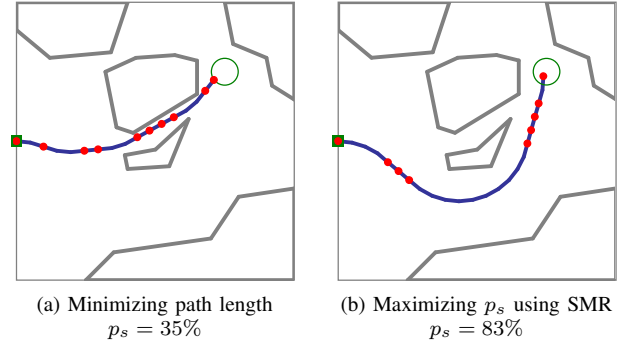 (a) Minimizing path length
p_s = 35%
(b) Maximizing p_s using SMR
p_s = 83%